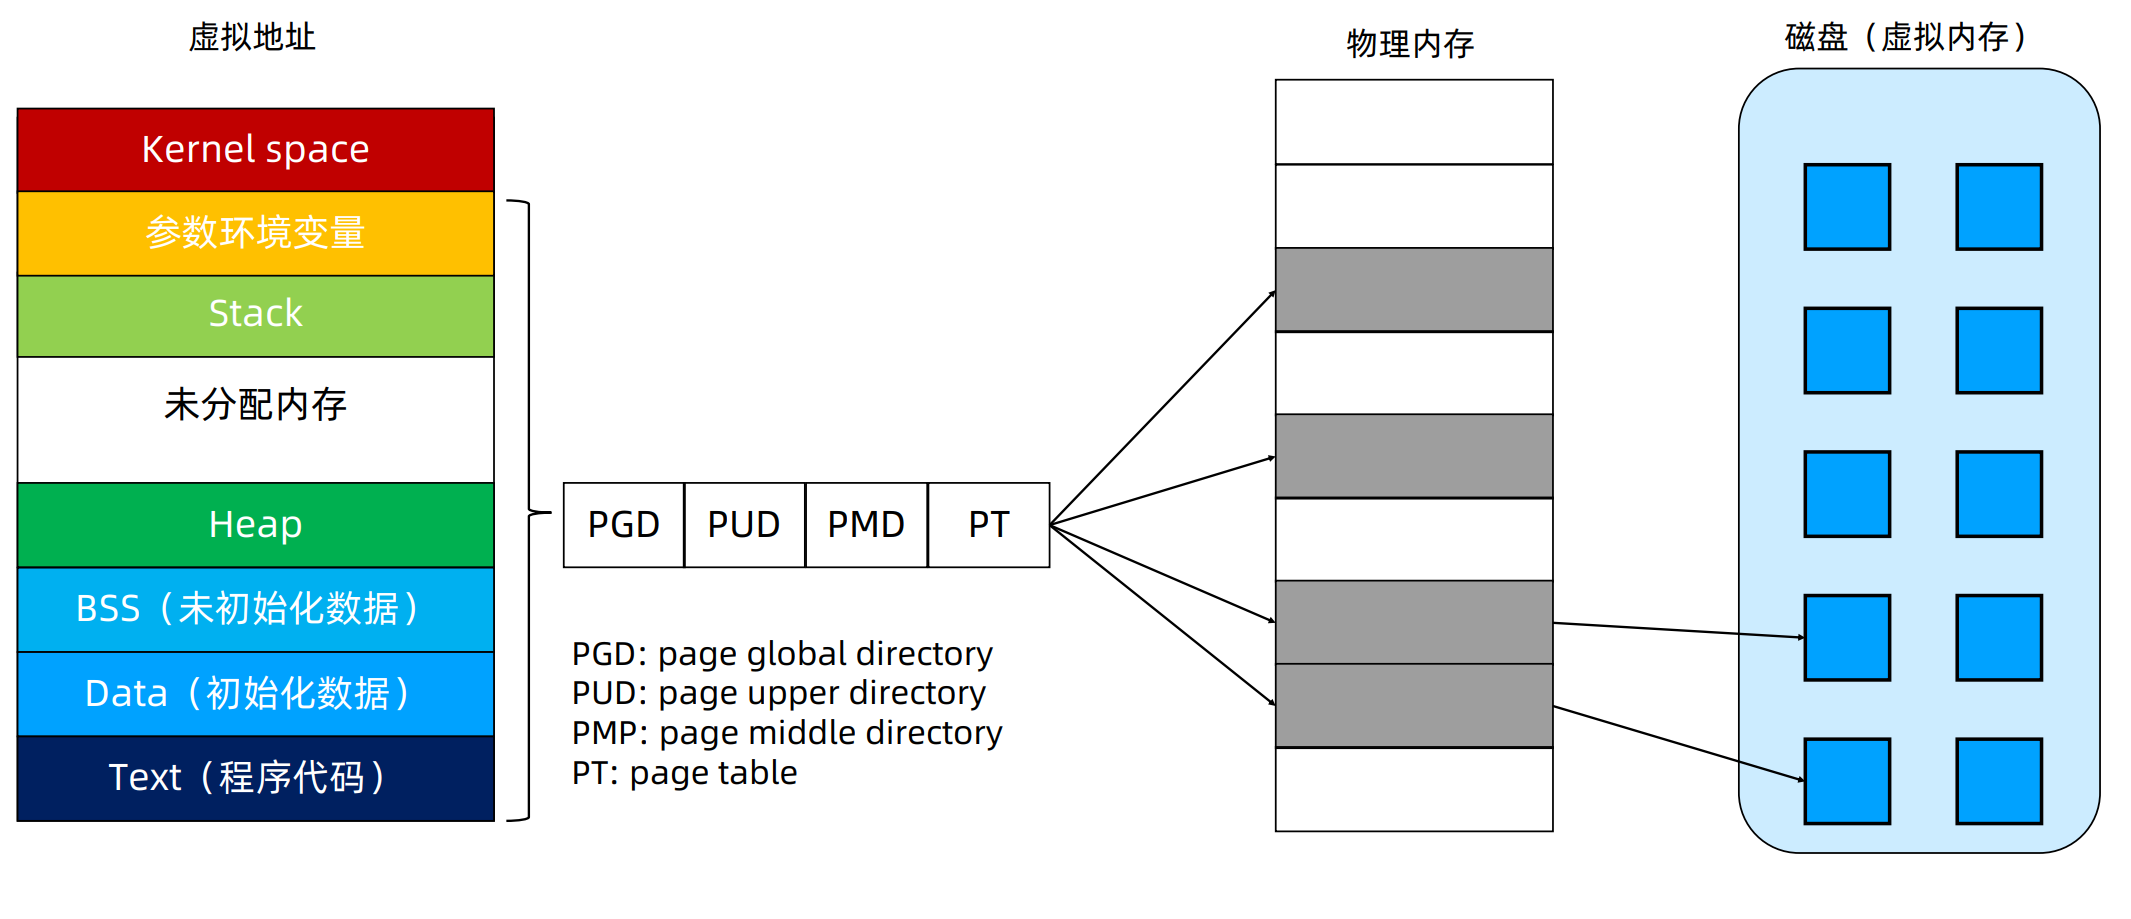 虚拟地址
物理内存
磁盘（虚拟内存）
Kernel space
参数环境变量
Stack
未分配内存
Heap
BSS（未初始化数据）
Data（初始化数据）
Text（程序代码）
PGD
PUD
PMD
PT
PGD: page global directory
PUD: page upper directory
PMP: page middle directory
PT: page table